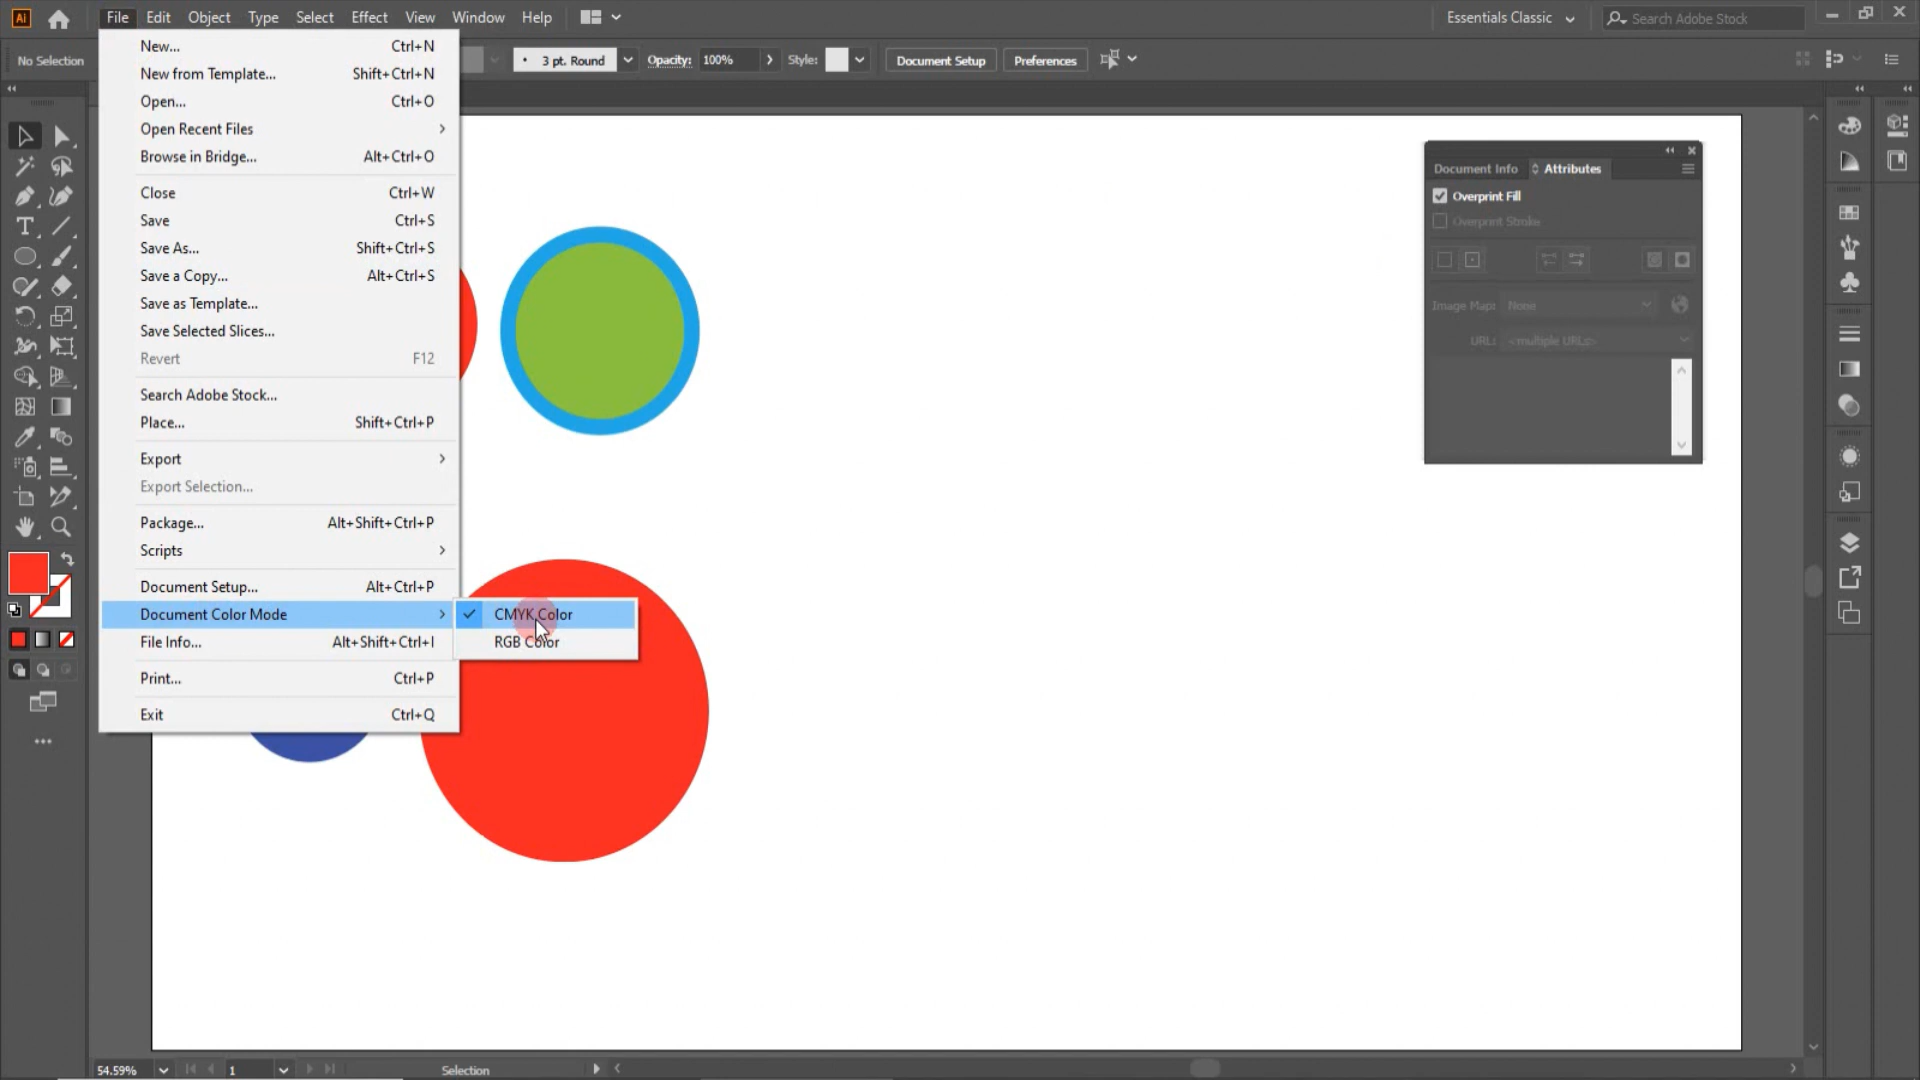 Ai File Edit Object Type Select Effect View Window Help Essentials Classic Search Adobe Stock
No Selection 3 pt. Round Opacity: 100% Style: Document Setup Preferences
New... Ctrl+N
New from Template... Shift+Ctrl+N
Open... Ctrl+O
Open Recent Files
Browse in Bridge... Alt+Ctrl+O
Close Ctrl+W
Save Ctrl+S
Save As... Shift+Ctrl+S
Save a Copy... Alt+Ctrl+S
Save as Template...
Save Selected Slices...
Revert F12
Search Adobe Stock...
Place... Shift+Ctrl+P
Export
Export Selection...
Package... Alt+Shift+Ctrl+P
Scripts
Document Setup... Alt+Ctrl+P
Document Color Mode
File Info... Alt+Shift+Ctrl+I
Print... Ctrl+P
Exit Ctrl+Q
CMYK Color
RGB Color
Document Info Attributes
Overprint Fill
Overprint Stroke
Image Map: None
URL: <multiple URLs>
54.59% 1 Selection